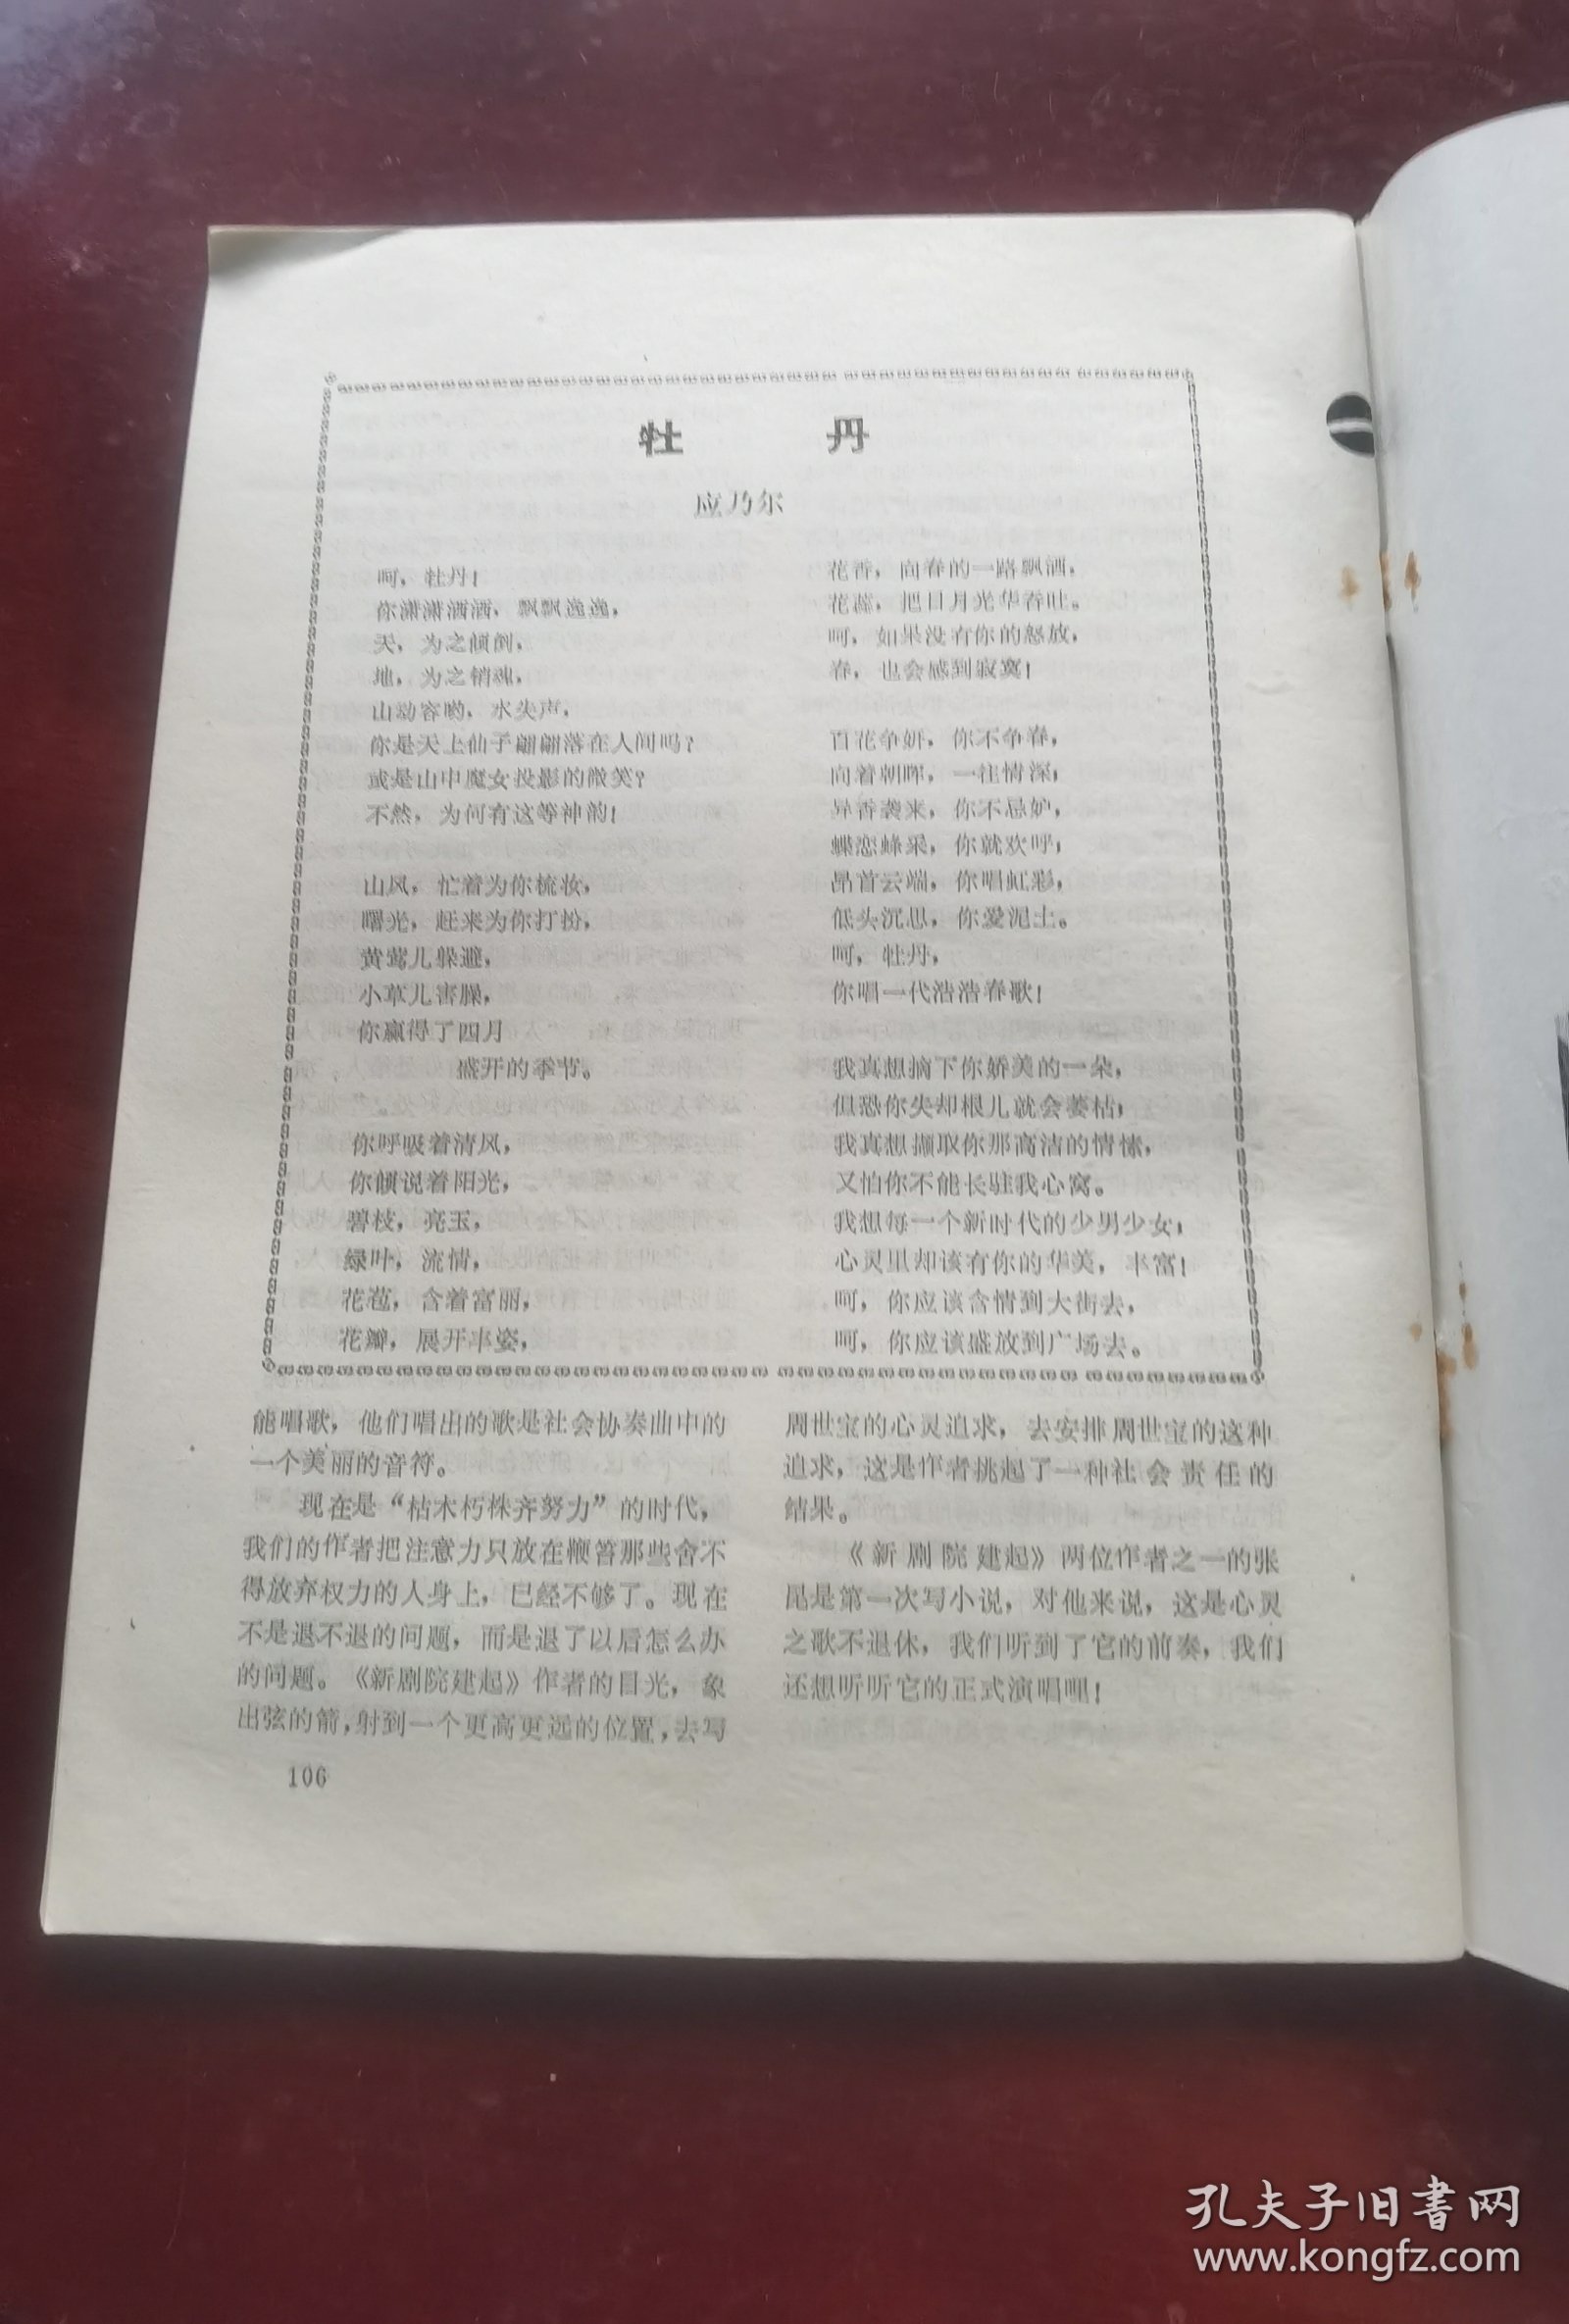 牡 丹
应乃尔
呵，牡丹！
你潇潇洒洒，飘飘逸逸，
天，为之倾倒，
地，为之销魂，
山动容哟，水失声，
你是天上仙子翩翩落在人间吗？
或是山中魔女投影的微笑？
不然，为何有这等神韵！
山风，忙着为你梳妆，
曙光，赶来为你打扮，
黄莺儿躲避，
小草儿害臊，
你赢得了四月
盛开的季节。
你呼吸着清风，
你倾说着阳光，
碧枝，亮玉，
绿叶，流情，
花苞，含着富丽，
花瓣，展开丰姿，
花香，向春的一路飘洒，
花蕊，把日月光华吞吐。
呵，如果没有你的怒放，
春，也会感到寂寞！
百花争妍，你不争春，
向着朝晖，一往情深；
异香袭来，你不忌妒，
蝶恋蜂采，你就欢呼；
昂首云端，你唱虹彩，
低头沉思，你爱泥土。
呵，牡丹，
你唱一代浩浩春歌！
我真想摘下你娇美的一朵，
但恐你失却根儿就会萎枯；
我真想撷取你那高洁的情愫，
又怕你不能长驻我心窝。
我想每一个新时代的少男少女，
心灵里却该有你的华美，丰富！
呵，你应该含情到大街去，
呵，你应该盛放到广场去。
能唱歌，他们唱出的歌是社会协奏曲中的
一个美丽的音符。
现在是“枯木朽株齐努力”的时代，
我们的作者把注意力只放在鞭笞那些舍不
得放弃权力的人身上，已经不够了。现在
不是退不退的问题，而是退了以后怎么办
的问题。《新剧院建起》作者的目光，象
出弦的箭，射到一个更高更远的位置，去写
周世宝的心灵追求，去安排周世宝的这种
追求，这是作者挑起了一种社会责任的
结果。
《新剧院建起》两位作者之一的张
昆是第一次写小说，对他来说，这是心灵
之歌不退休，我们听到了它的前奏，我们
还想听听它的正式演唱哩！
106
孔夫子旧书网
www.kongfz.com